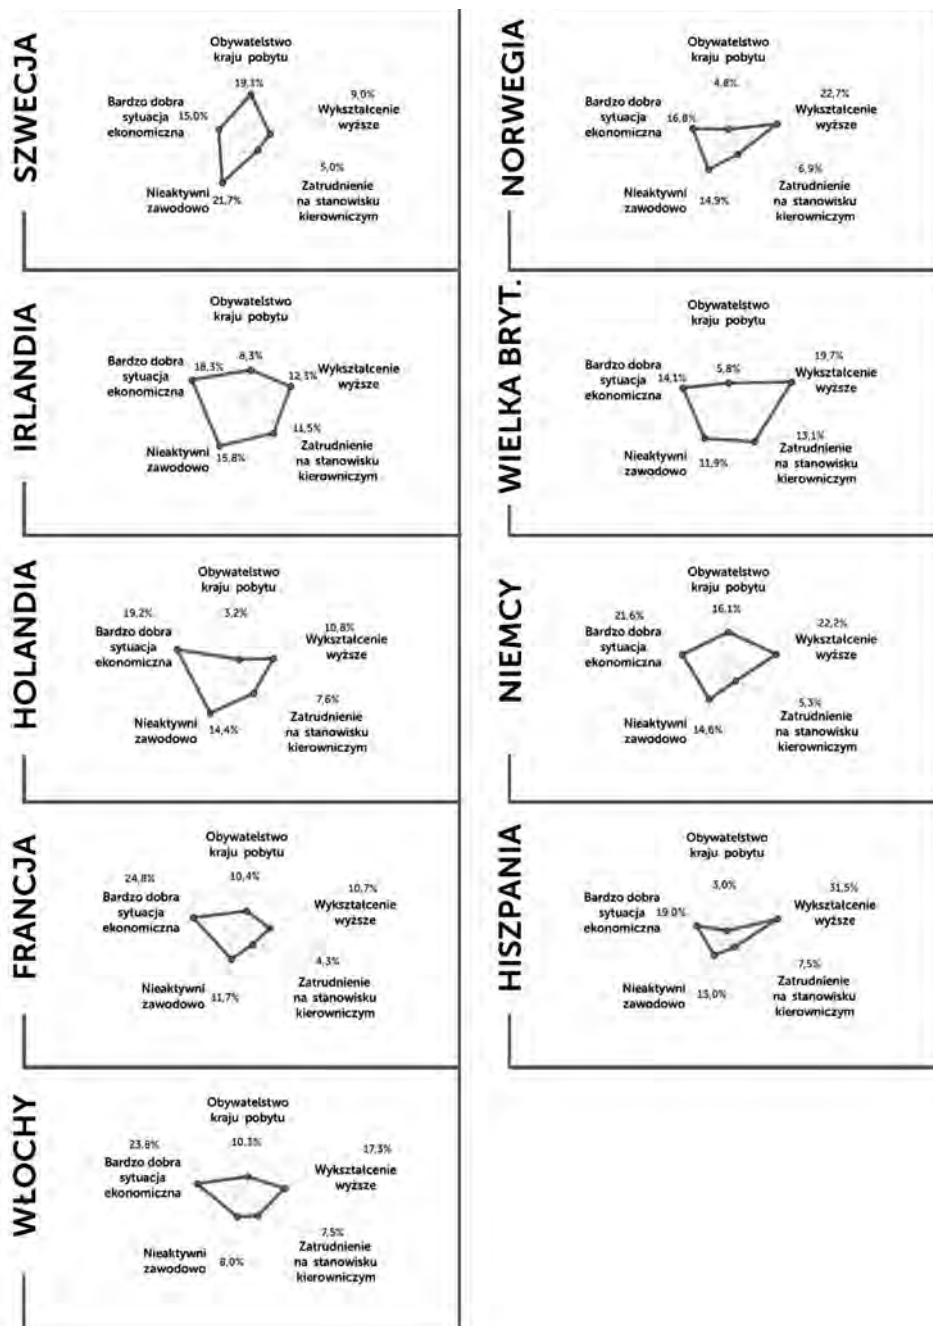 SZWECJA
Obywatelstwo
kraju pobytu
19,3%
Bardzo dobra
sytuacja
ekonomiczna
15,0%
9,0%
Wykształcenie
wyższe
5,0%
Zatrudnienie
na stanowisku
kierowniczym
Nieaktywni
zawodowo
21,7%
NORWEGIA
Obywatelstwo
kraju pobytu
4,8%
Bardzo dobra
sytuacja
ekonomiczna
16,8%
22,7%
Wykształcenie
wyższe
6,9%
Zatrudnienie
na stanowisku
kierowniczym
Nieaktywni
zawodowo
14,9%
IRLANDIA
Obywatelstwo
kraju pobytu
8,3%
Bardzo dobra
sytuacja
ekonomiczna
18,3%
12,3%
Wykształcenie
wyższe
11,5%
Zatrudnienie
na stanowisku
kierowniczym
Nieaktywni
zawodowo
15,8%
WIELKA BRYT.
Obywatelstwo
kraju pobytu
5,8%
Bardzo dobra
sytuacja
ekonomiczna
14,1%
19,7%
Wykształcenie
wyższe
13,1%
Zatrudnienie
na stanowisku
kierowniczym
Nieaktywni
zawodowo
11,9%
HOLANDIA
Obywatelstwo
kraju pobytu
3,2%
19,2%
Bardzo dobra
sytuacja
ekonomiczna
10,8%
Wykształcenie
wyższe
7,6%
Zatrudnienie
na stanowisku
kierowniczym
Nieaktywni
zawodowo
14,4%
NIEMCY
Obywatelstwo
kraju pobytu
16,1%
21,6%
Bardzo dobra
sytuacja
ekonomiczna
22,2%
Wykształcenie
wyższe
5,3%
Zatrudnienie
na stanowisku
kierowniczym
Nieaktywni
zawodowo
14,6%
FRANCJA
Obywatelstwo
kraju pobytu
10,4%
24,8%
Bardzo dobra
sytuacja
ekonomiczna
10,7%
Wykształcenie
wyższe
4,3%
Zatrudnienie
na stanowisku
kierowniczym
Nieaktywni
zawodowo
11,7%
HISZPANIA
Obywatelstwo
kraju pobytu
3,0%
Bardzo dobra
sytuacja
ekonomiczna
19,0%
31,5%
Wykształcenie
wyższe
7,5%
Zatrudnienie
na stanowisku
kierowniczym
Nieaktywni
zawodowo
WŁOCHY
Obywatelstwo
kraju pobytu
10,3%
23,8%
Bardzo dobra
sytuacja
ekonomiczna
17,3%
Wykształcenie
wyższe
7,5%
Zatrudnienie
na stanowisku
kierowniczym
Nieaktywni
zawodowo
8,0%